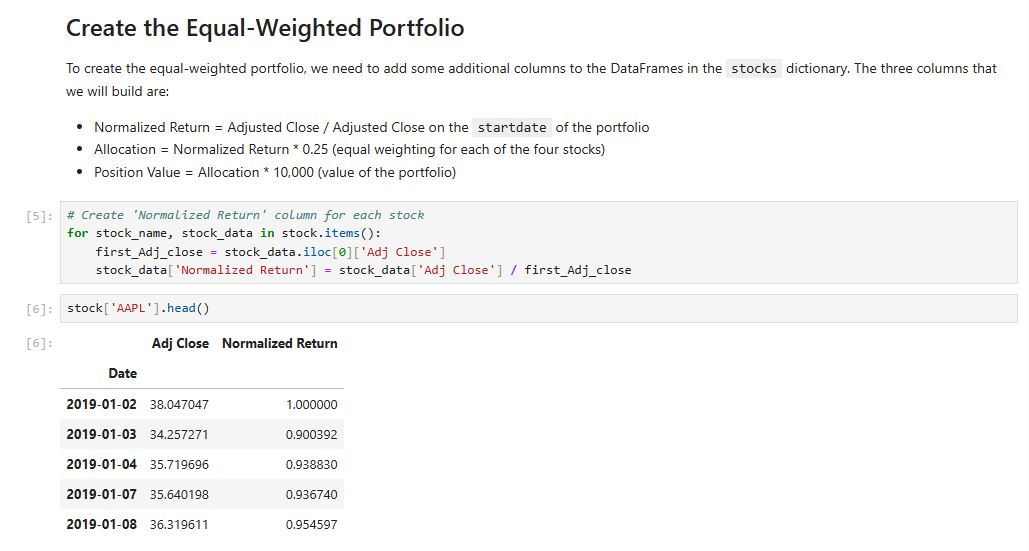 Create the Equal-Weighted Portfolio
To create the equal-weighted portfolio, we need to add some additional columns to the DataFrames in the stocks dictionary. The three columns that
we will build are:
• Normalized Return = Adjusted Close / Adjusted Close on the startdate of the portfolio
• Allocation = Normalized Return * 0.25 (equal weighting for each of the four stocks)
• Position Value = Allocation * 10,000 (value of the portfolio)
[5]: # Create 'Normalized Return' column for each stock
for stock_name, stock_data in stock.items():
    first_Adj_close = stock_data.iloc[0]['Adj Close']
    stock_data['Normalized Return'] = stock_data['Adj Close'] / first_Adj_close
[6]: stock['AAPL'].head()
[6]: Adj Close Normalized Return
Date
2019-01-02 38.047047 1.000000
2019-01-03 34.257271 0.900392
2019-01-04 35.719696 0.938830
2019-01-07 35.640198 0.936740
2019-01-08 36.319611 0.954597